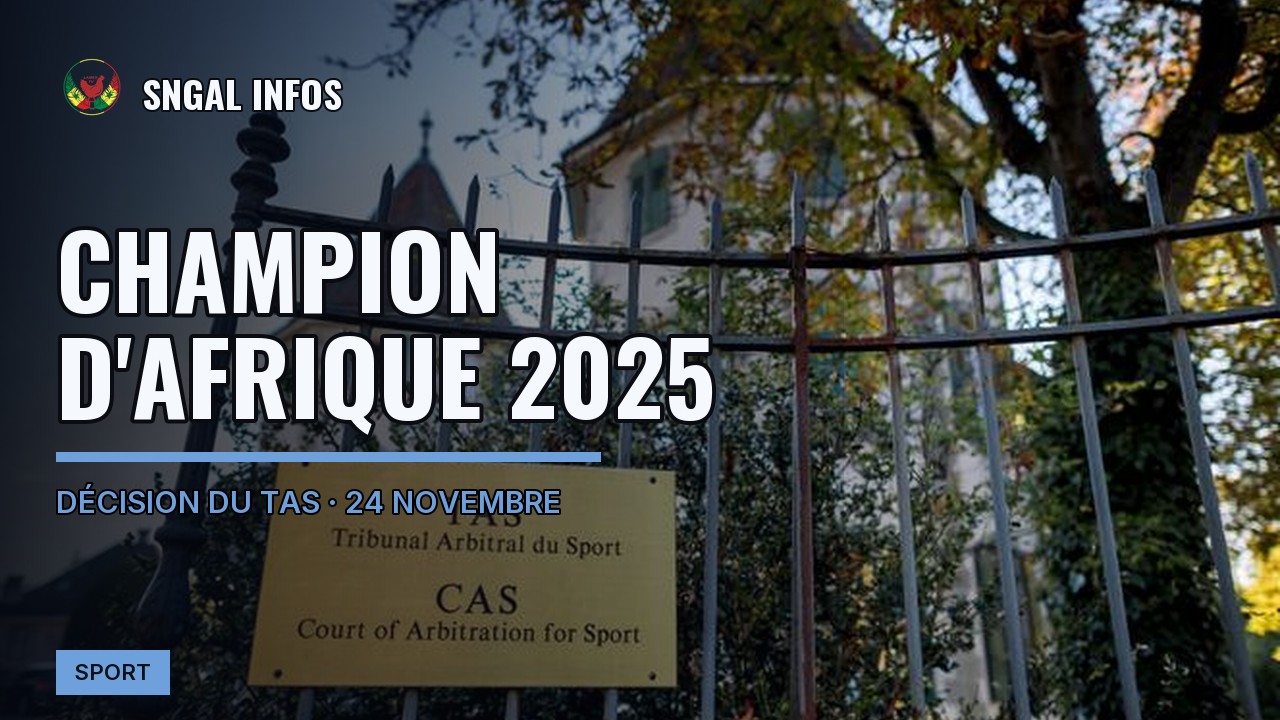 SNGAL INFOS
CHAMPION
D'AFRIQUE 2025
DÉCISION DU TAS · 24 NOVEMBRE
TAS
Tribunal Arbitral du Sport
CAS
Court of Arbitration for Sport
SPORT